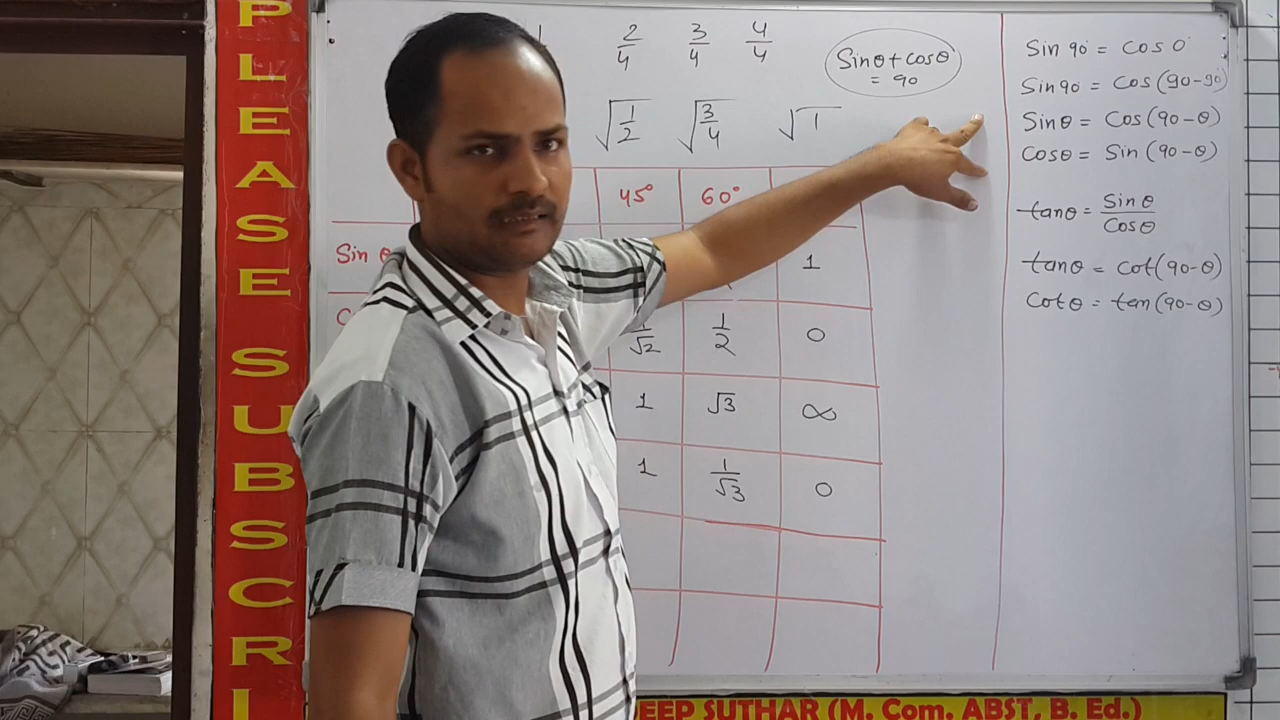 PLEASE SUBSCRI
2/4 3/4 4/4
Sinθ + cosθ
= 90
√1/2 √3/4 √1
45° 60°
Sin θ 1
1/√2 1/2 0
1 √3 ∞
1 1/√3 0
Sin 90° = Cos 0°
Sin 90° = Cos (90 - 90°)
Sinθ = Cos (90 - θ)
Cosθ = Sin (90 - θ)
tanθ = Sin θ / Cosθ
tanθ = cot (90 - θ)
Cotθ = tan (90 - θ)
DEEP SUTHAR (M. Com. ABST, B. Ed.)